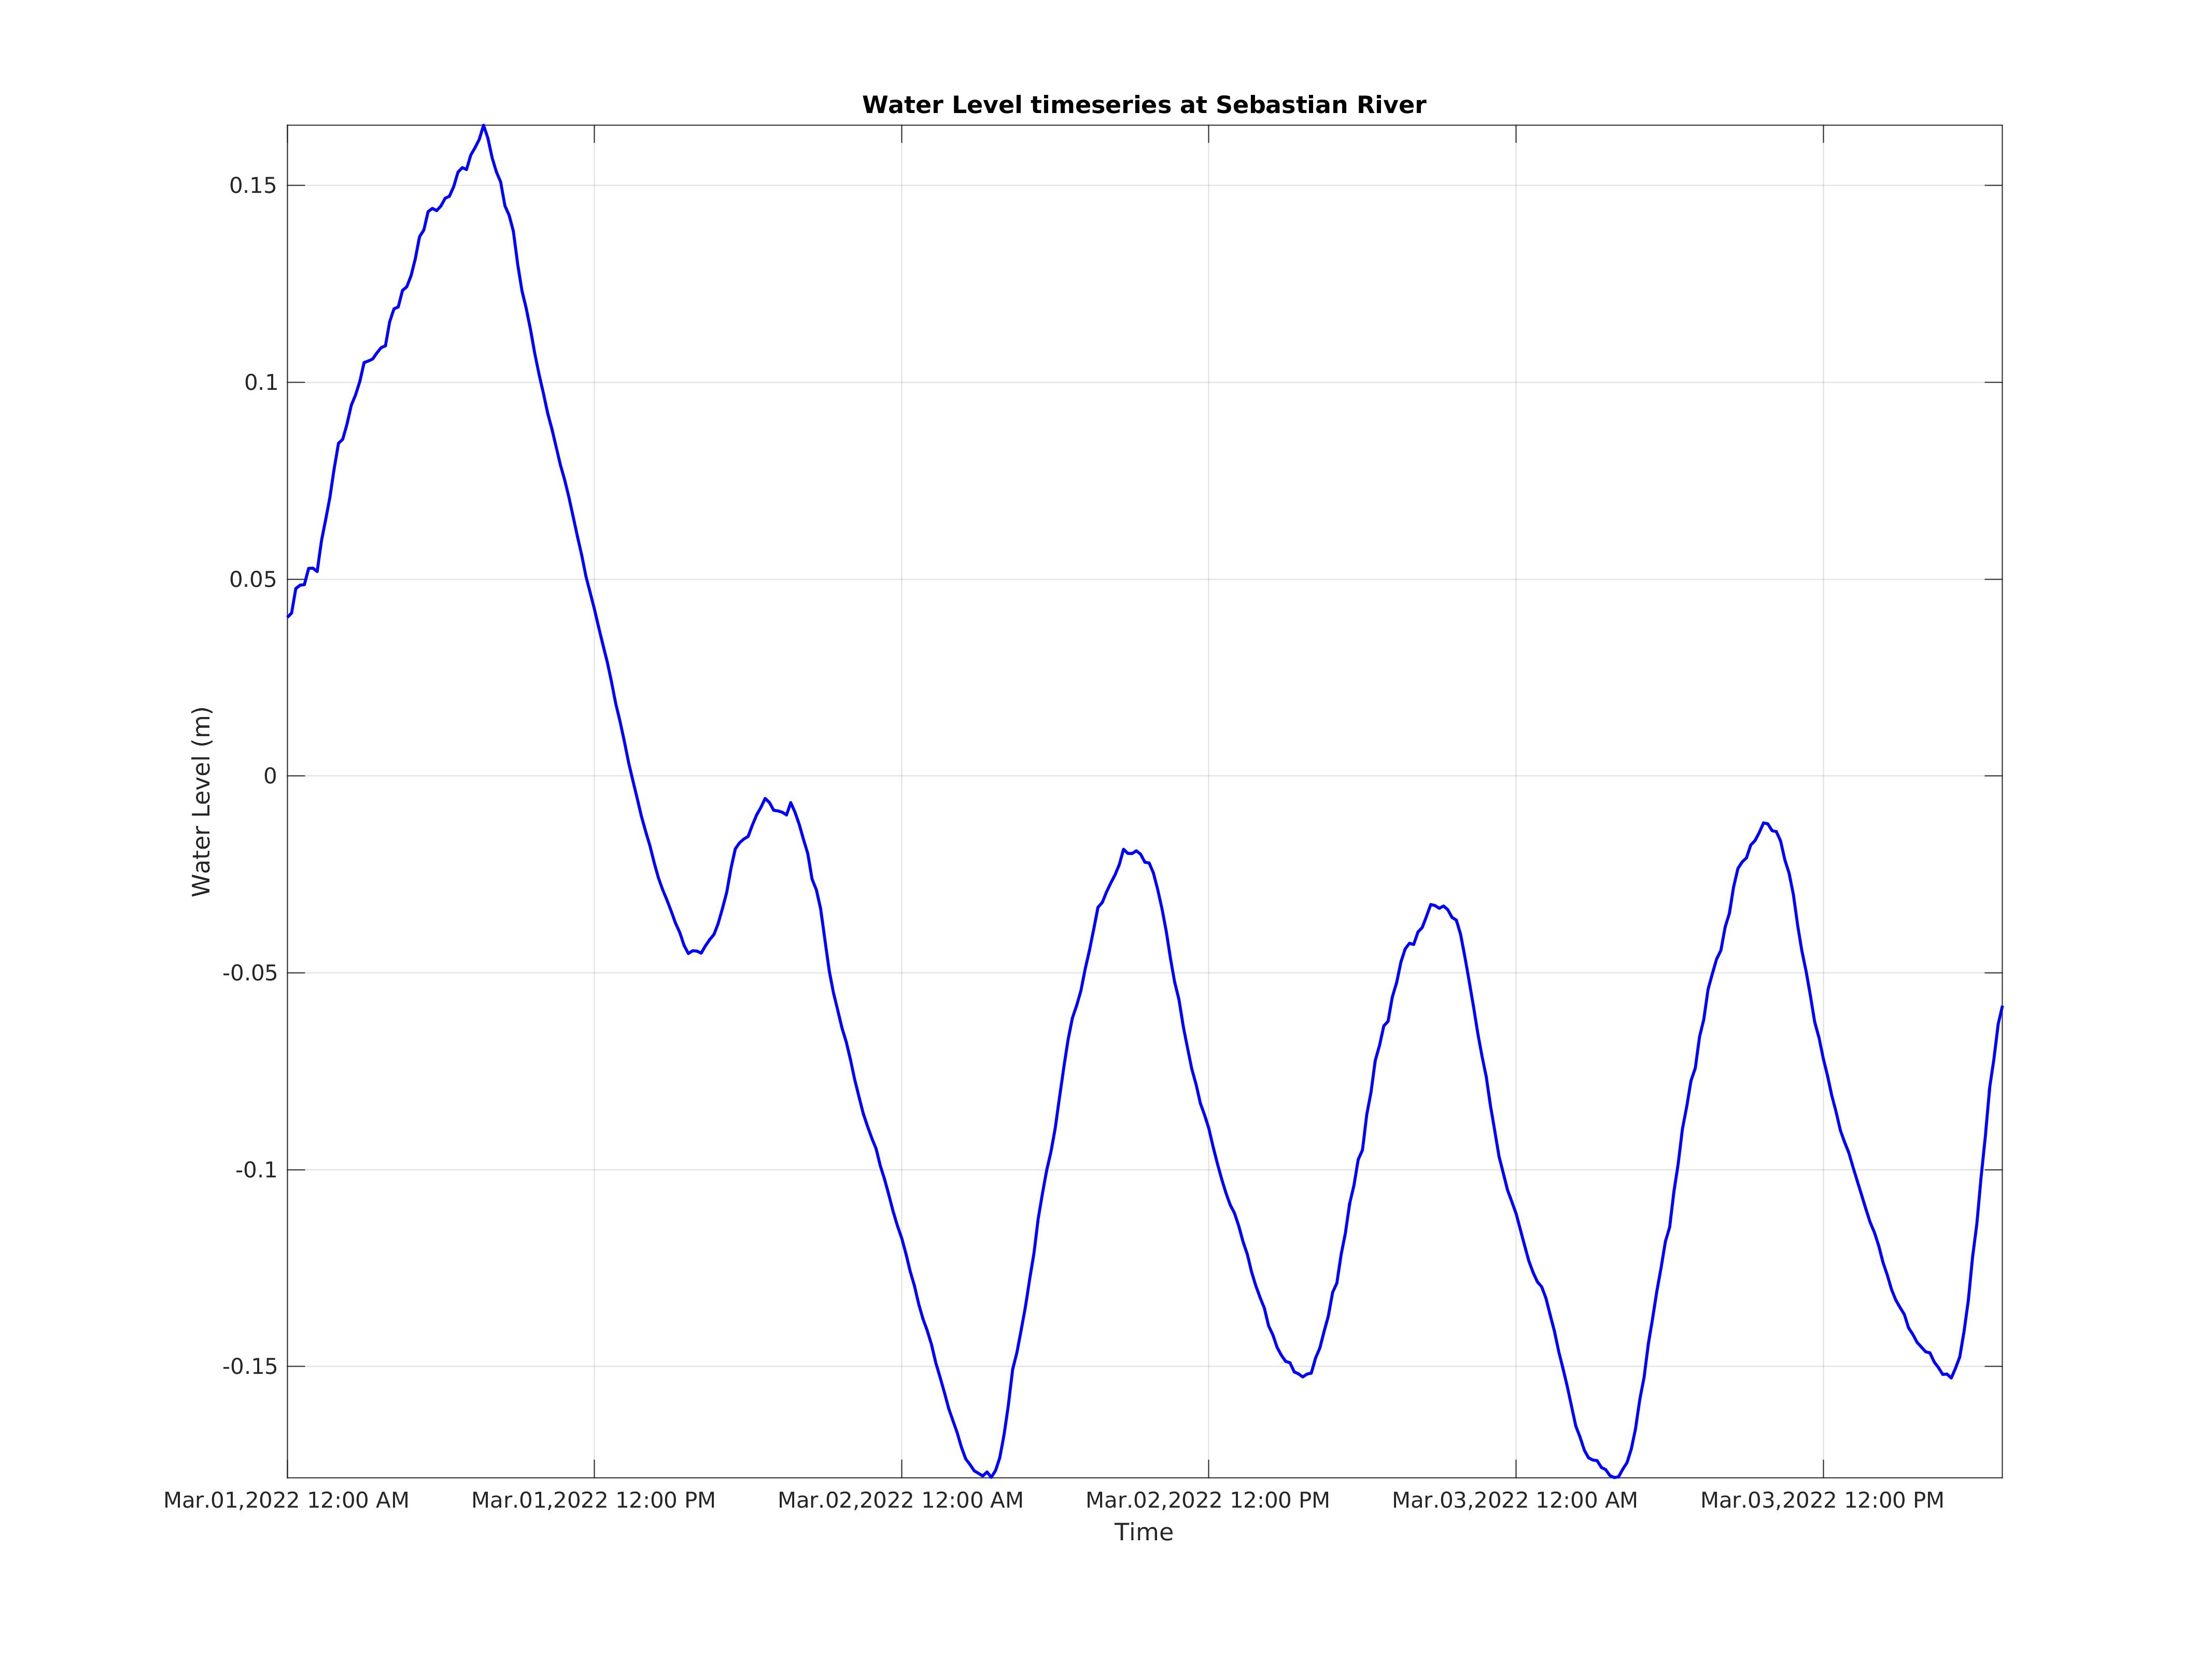 Water Level timeseries at Sebastian River
Water Level (m)
0.15
0.1
0.05
0
-0.05
-0.1
-0.15
Mar.01,2022 12:00 AM
Mar.01,2022 12:00 PM
Mar.02,2022 12:00 AM
Mar.02,2022 12:00 PM
Mar.03,2022 12:00 AM
Mar.03,2022 12:00 PM
Time